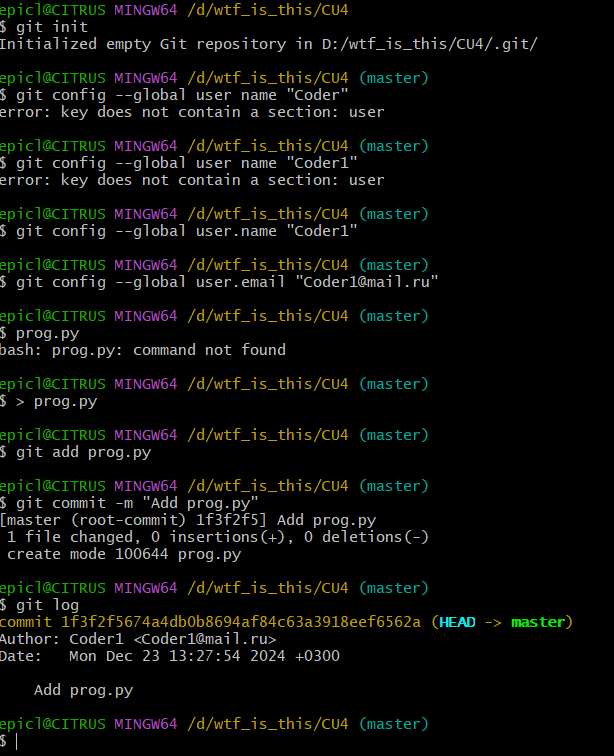 epicl@CITRUS MINGW64 /d/wtf_is_this/CU4
$ git init
Initialized empty Git repository in D:/wtf_is_this/CU4/.git/
epicl@CITRUS MINGW64 /d/wtf_is_this/CU4 (master)
$ git config --global user name "Coder"
error: key does not contain a section: user
epicl@CITRUS MINGW64 /d/wtf_is_this/CU4 (master)
$ git config --global user name "Coder1"
error: key does not contain a section: user
epicl@CITRUS MINGW64 /d/wtf_is_this/CU4 (master)
$ git config --global user.name "Coder1"
epicl@CITRUS MINGW64 /d/wtf_is_this/CU4 (master)
$ git config --global user.email "Coder1@mail.ru"
epicl@CITRUS MINGW64 /d/wtf_is_this/CU4 (master)
$ prog.py
bash: prog.py: command not found
epicl@CITRUS MINGW64 /d/wtf_is_this/CU4 (master)
$ > prog.py
epicl@CITRUS MINGW64 /d/wtf_is_this/CU4 (master)
$ git add prog.py
epicl@CITRUS MINGW64 /d/wtf_is_this/CU4 (master)
$ git commit -m "Add prog.py"
[master (root-commit) 1f3f2f5] Add prog.py
 1 file changed, 0 insertions(+), 0 deletions(-)
 create mode 100644 prog.py
epicl@CITRUS MINGW64 /d/wtf_is_this/CU4 (master)
$ git log
commit 1f3f2f5674a4db0b8694af84c63a3918eef6562a (HEAD -> master)
Author: Coder1 <Coder1@mail.ru>
Date:   Mon Dec 23 13:27:54 2024 +0300
    Add prog.py
epicl@CITRUS MINGW64 /d/wtf_is_this/CU4 (master)
$